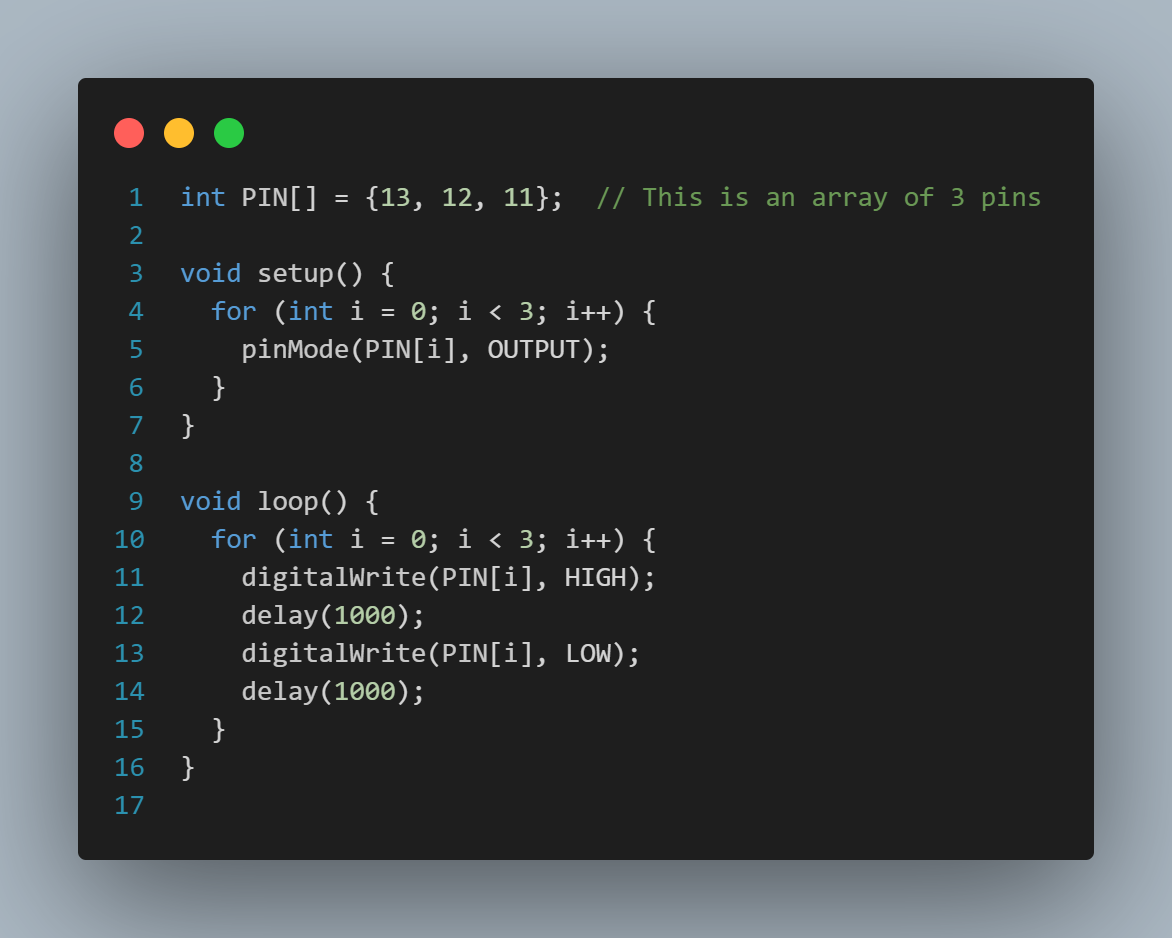 1 int PIN[] = {13, 12, 11};  // This is an array of 3 pins
2
3 void setup() {
4   for (int i = 0; i < 3; i++) {
5     pinMode(PIN[i], OUTPUT);
6   }
7 }
8
9 void loop() {
10   for (int i = 0; i < 3; i++) {
11     digitalWrite(PIN[i], HIGH);
12     delay(1000);
13     digitalWrite(PIN[i], LOW);
14     delay(1000);
15   }
16 }
17